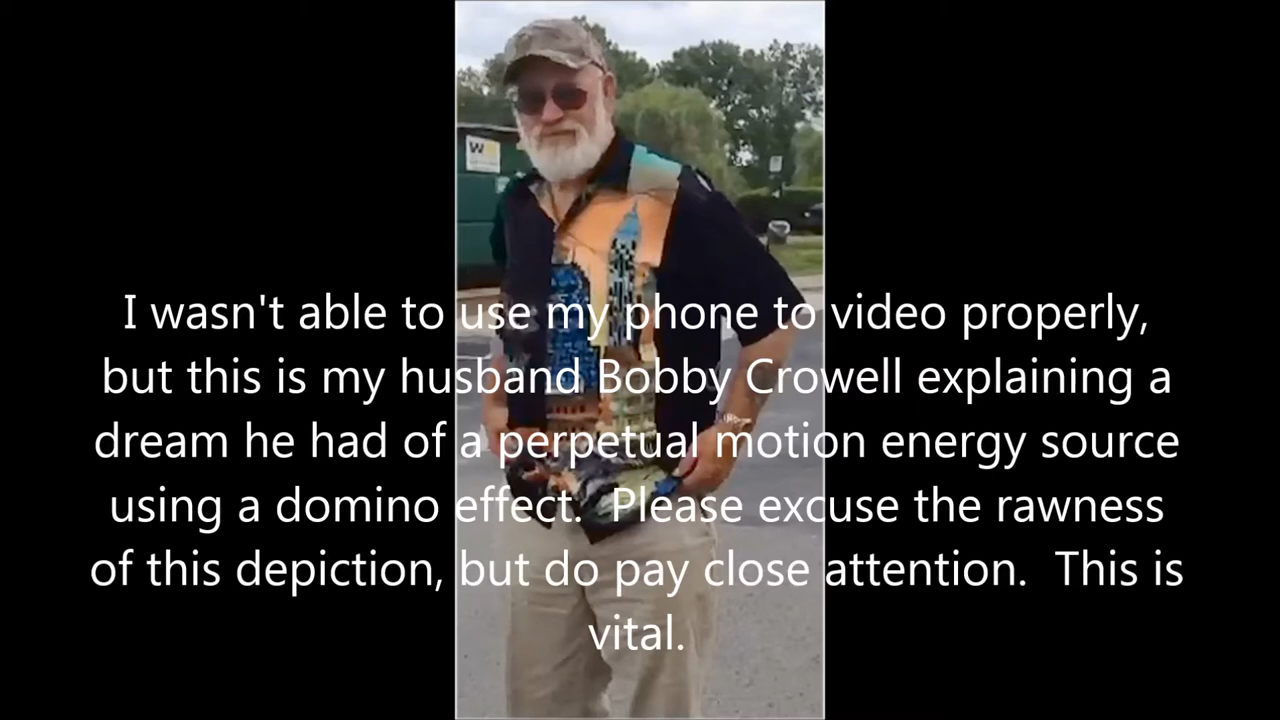 W
I wasn't able to use my phone to video properly,
but this is my husband Bobby Crowell explaining a
dream he had of a perpetual motion energy source
using a domino effect.  Please excuse the rawness
of this depiction, but do pay close attention.  This is
vital.